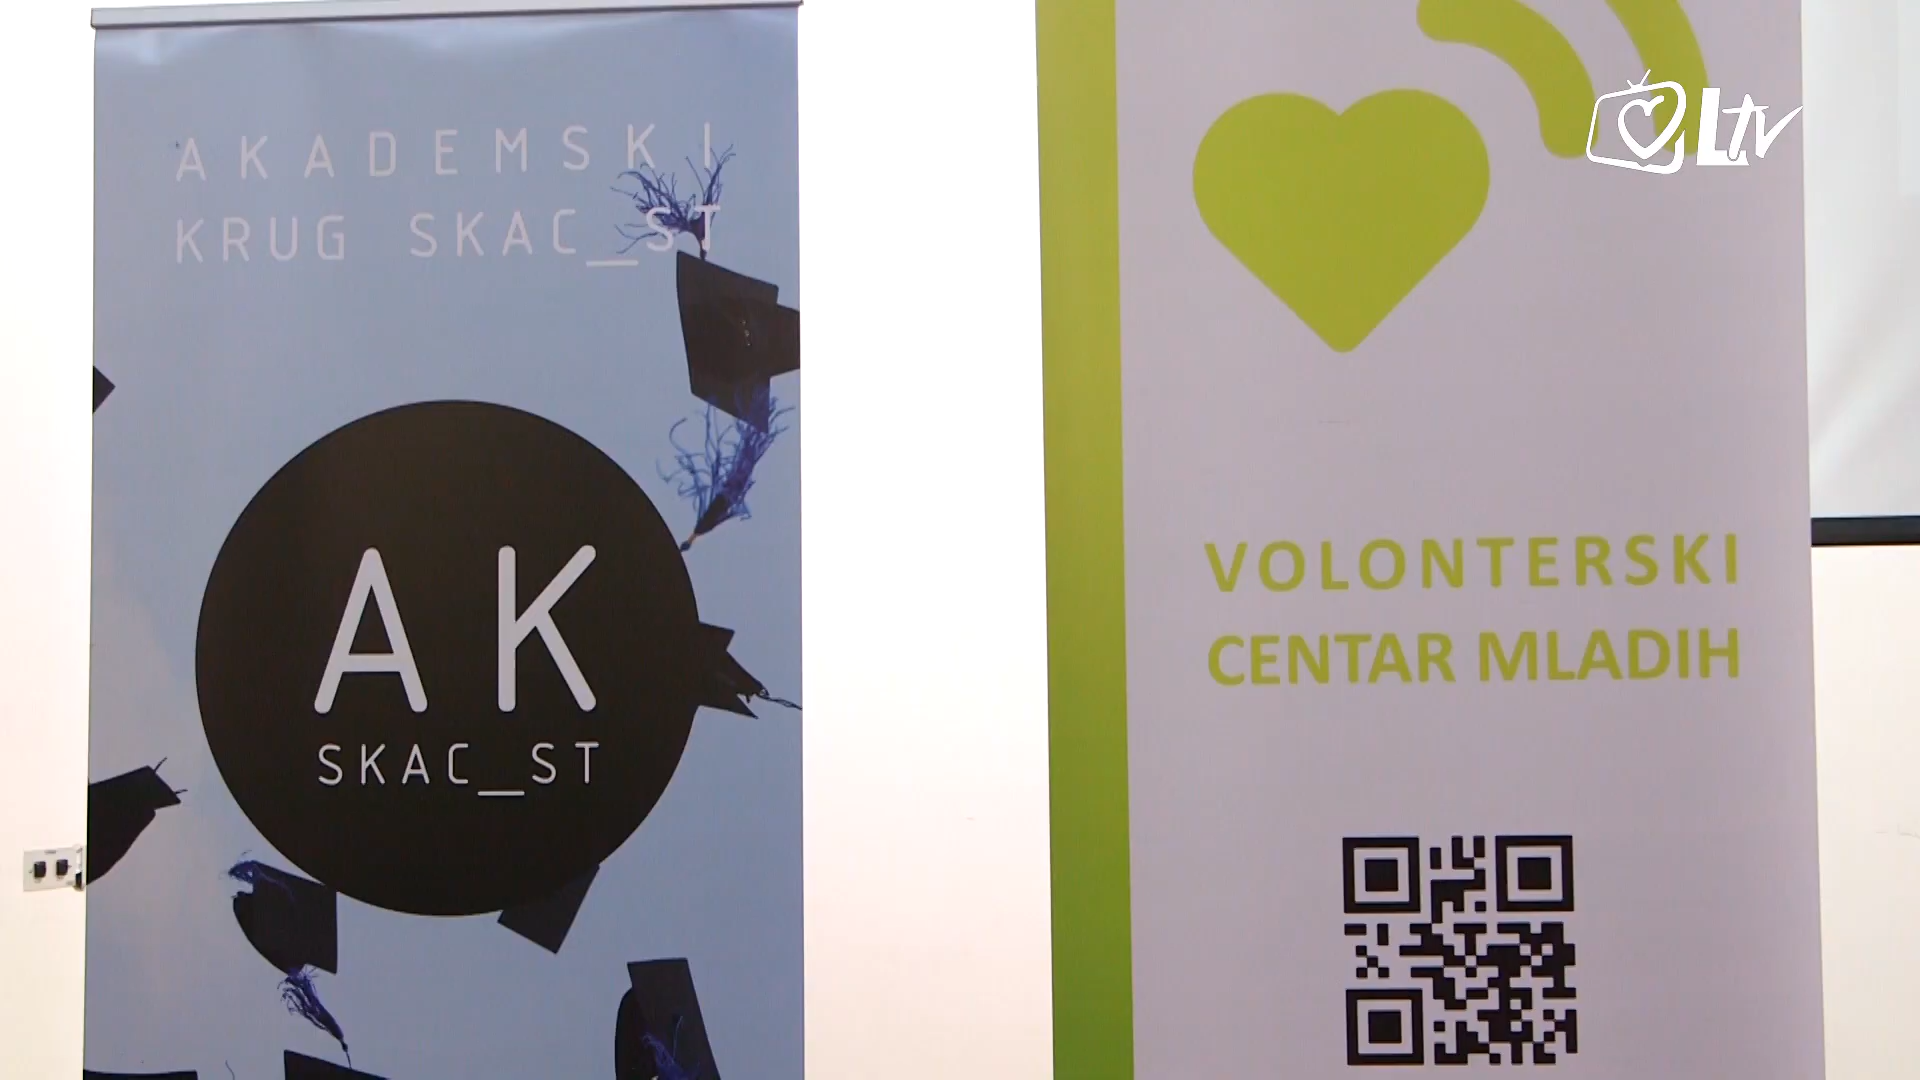 AKADEMSKI
KRUG SKAC_ST
AK
SKAC_ST
VOLONTERSKI
CENTAR MLADIH
Ltv